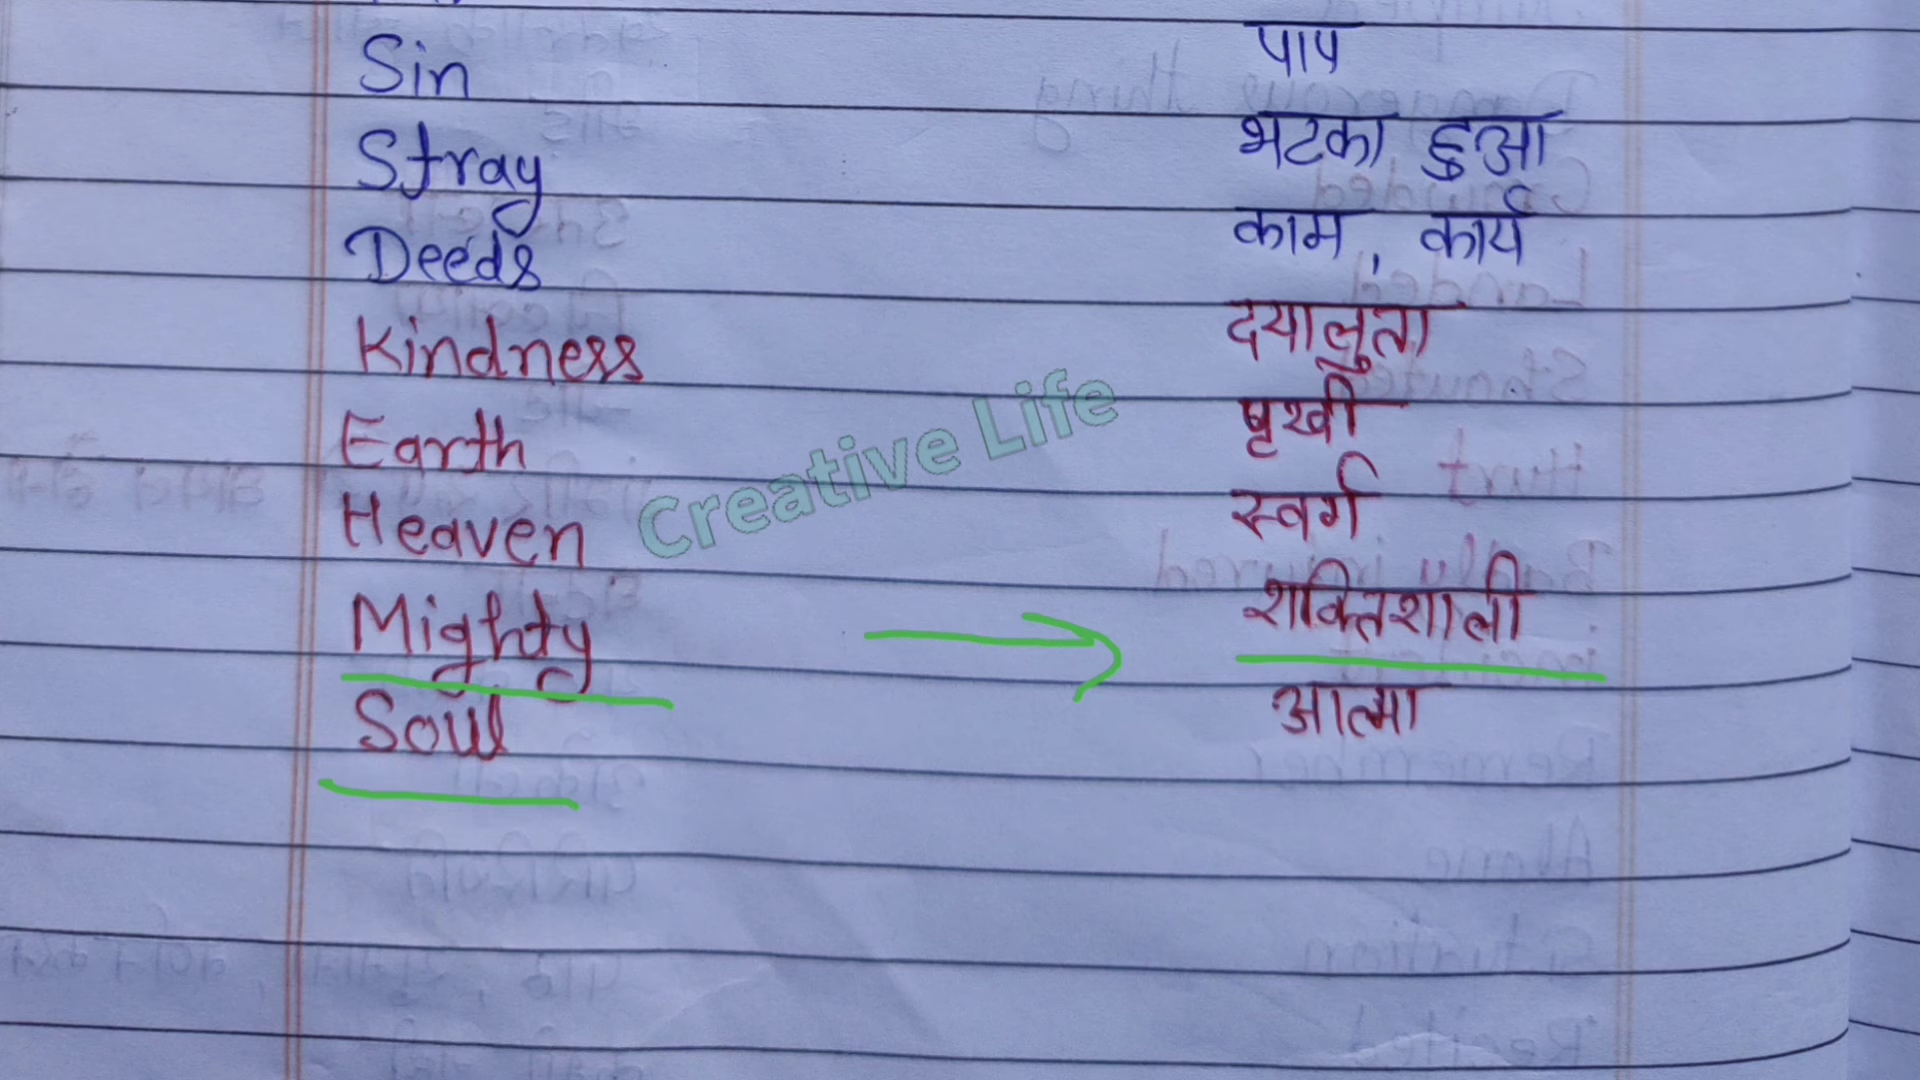 Sin पाप
Stray भटका हुआ
Deeds काम, कार्य
Kindness दयालुता
Earth पृथ्वी
Heaven स्वर्ग
Creative Life
Mighty शक्तिशाली
Soul आत्मा